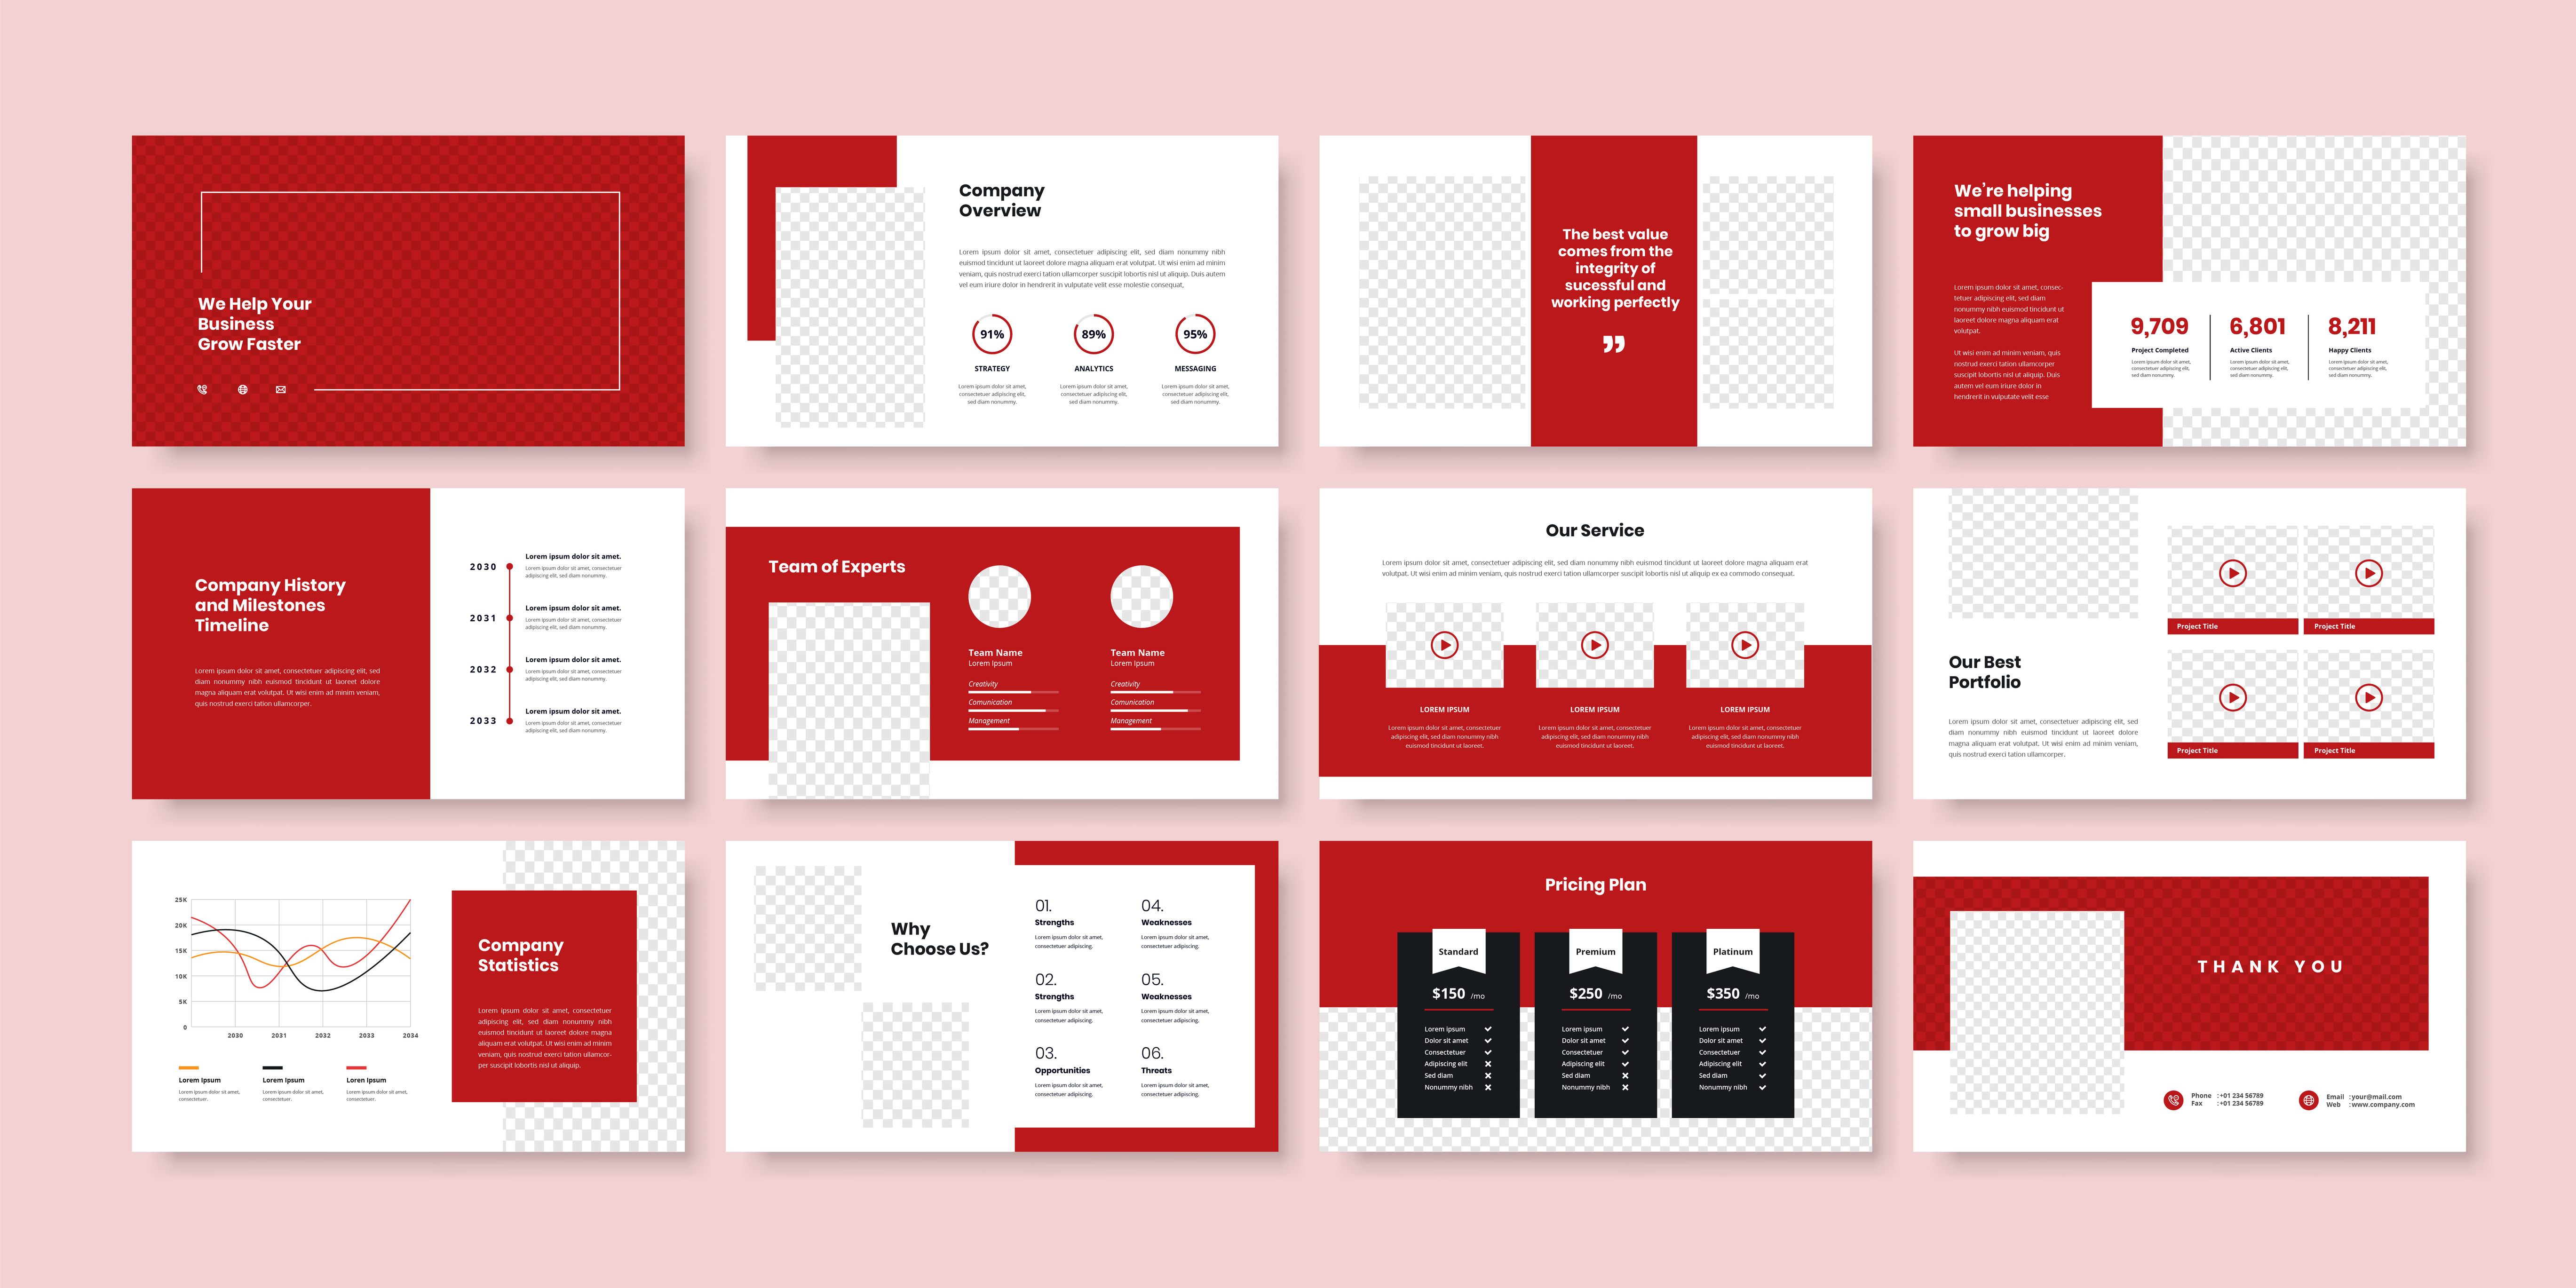 We Help Your
Business
Grow Faster
Company
Overview
Lorem ipsum dolor sit amet, consectetuer adipiscing elit, sed diam nonummy nibh
euismod tincidunt ut laoreet dolore magna aliquam erat volutpat. Ut wisi enim ad minim
veniam, quis nostrud exerci tation ullamcorper suscipit lobortis nisl ut aliquip. Duis autem
vel eum iriure dolor in hendrerit in vulputate velit esse molestie consequat,
91%
STRATEGY
Lorem ipsum dolor sit amet,
consectetuer adipiscing elit,
sed diam nonummy.
89%
ANALYTICS
Lorem ipsum dolor sit amet,
consectetuer adipiscing elit,
sed diam nonummy.
95%
MESSAGING
Lorem ipsum dolor sit amet,
consectetuer adipiscing elit,
sed diam nonummy.
The best value
comes from the
integrity of
sucessful and
working perfectly
”
We’re helping
small businesses
to grow big
Lorem ipsum dolor sit amet, consec-
tetuer adipiscing elit, sed diam
nonummy nibh euismod tincidunt ut
laoreet dolore magna aliquam erat
volutpat.
Ut wisi enim ad minim veniam, quis
nostrud exerci tation ullamcorper
suscipit lobortis nisl ut aliquip. Duis
autem vel eum iriure dolor in
hendrerit in vulputate velit esse
9,709
Project Completed
Lorem ipsum dolor sit amet,
consectetuer adipiscing elit,
sed diam nonummy.
6,801
Active Clients
Lorem ipsum dolor sit amet,
consectetuer adipiscing elit,
sed diam nonummy.
8,211
Happy Clients
Lorem ipsum dolor sit amet,
consectetuer adipiscing elit,
sed diam nonummy.
Company History
and Milestones
Timeline
Lorem ipsum dolor sit amet, consectetuer adipiscing elit, sed
diam nonummy nibh euismod tincidunt ut laoreet dolore
magna aliquam erat volutpat. Ut wisi enim ad minim veniam,
quis nostrud exerci tation ullamcorper.
2030
Lorem ipsum dolor sit amet.
Lorem ipsum dolor sit amet, consectetuer
adipiscing elit, sed diam nonummy.
2031
Lorem ipsum dolor sit amet.
Lorem ipsum dolor sit amet, consectetuer
adipiscing elit, sed diam nonummy.
2032
Lorem ipsum dolor sit amet.
Lorem ipsum dolor sit amet, consectetuer
adipiscing elit, sed diam nonummy.
2033
Lorem ipsum dolor sit amet.
Lorem ipsum dolor sit amet, consectetuer
adipiscing elit, sed diam nonummy.
Team of Experts
Team Name
Lorem Ipsum
Creativity
Comunication
Management
Team Name
Lorem Ipsum
Creativity
Comunication
Management
Our Service
Lorem ipsum dolor sit amet, consectetuer adipiscing elit, sed diam nonummy nibh euismod tincidunt ut laoreet dolore magna aliquam erat
volutpat. Ut wisi enim ad minim veniam, quis nostrud exerci tation ullamcorper suscipit lobortis nisl ut aliquip ex ea commodo consequat.
LOREM IPSUM
Lorem ipsum dolor sit amet, consectetuer
adipiscing elit, sed diam nonummy nibh
euismod tincidunt ut laoreet.
LOREM IPSUM
Lorem ipsum dolor sit amet, consectetuer
adipiscing elit, sed diam nonummy nibh
euismod tincidunt ut laoreet.
LOREM IPSUM
Lorem ipsum dolor sit amet, consectetuer
adipiscing elit, sed diam nonummy nibh
euismod tincidunt ut laoreet.
Our Best
Portfolio
Lorem ipsum dolor sit amet, consectetuer adipiscing elit, sed
diam nonummy nibh euismod tincidunt ut laoreet dolore
magna aliquam erat volutpat. Ut wisi enim ad minim veniam,
quis nostrud exerci tation ullamcorper.
Project Title
Project Title
Project Title
Project Title
25K
20K
15K
10K
5K
0
2030 2031 2032 2033 2034
Lorem Ipsum
Lorem ipsum dolor sit amet,
consectetuer.
Lorem Ipsum
Lorem ipsum dolor sit amet,
consectetuer.
Loren Ipsum
Lorem ipsum dolor sit amet,
consectetuer.
Company
Statistics
Lorem ipsum dolor sit amet, consectetuer
adipiscing elit, sed diam nonummy nibh
euismod tincidunt ut laoreet dolore magna
aliquam erat volutpat. Ut wisi enim ad minim
veniam, quis nostrud exerci tation ullamcor-
per suscipit lobortis nisl ut aliquip.
Why
Choose Us?
01.
Strengths
Lorem ipsum dolor sit amet,
consectetuer adipiscing.
02.
Strengths
Lorem ipsum dolor sit amet,
consectetuer adipiscing.
03.
Opportunities
Lorem ipsum dolor sit amet,
consectetuer adipiscing.
04.
Weaknesses
Lorem ipsum dolor sit amet,
consectetuer adipiscing.
05.
Weaknesses
Lorem ipsum dolor sit amet,
consectetuer adipiscing.
06.
Threats
Lorem ipsum dolor sit amet,
consectetuer adipiscing.
Pricing Plan
Standard
$150 /mo
Lorem ipsum
Dolor sit amet
Consectetuer
Adipiscing elit
Sed diam
Nonummy nibh
Premium
$250 /mo
Lorem ipsum
Dolor sit amet
Consectetuer
Adipiscing elit
Sed diam
Nonummy nibh
Platinum
$350 /mo
Lorem ipsum
Dolor sit amet
Consectetuer
Adipiscing elit
Sed diam
Nonummy nibh
THANK YOU
Phone :+01 234 56789
Fax :+01 234 56789
Email :your@mail.com
Web :www.company.com